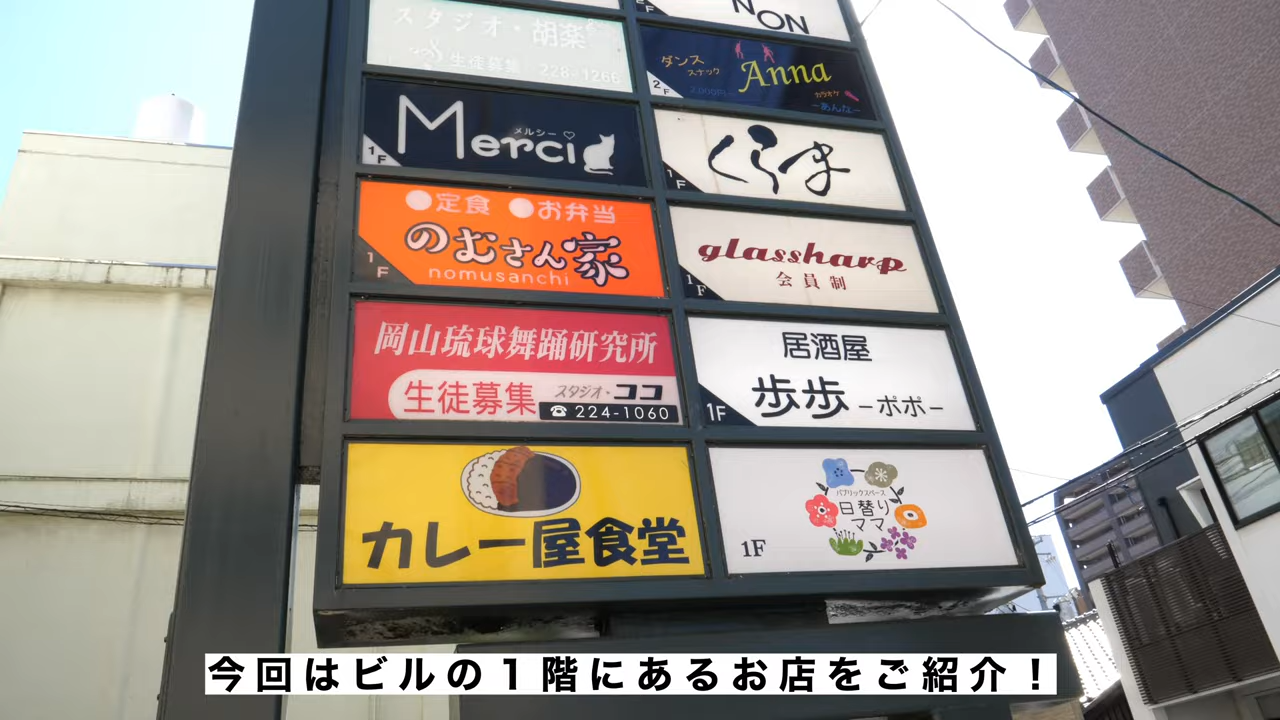 NON
スタジオ・胡楽
生徒募集 228-1266
ダンス
スナック
Anna
カラオケ
~あんな~
2F
Merci
メルシー♡
1F
くらま
1F
●定食 ●お弁当
のむさん家
nomusanchi
1F
glassharp
会員制
1F
岡山琉球舞踊研究所
生徒募集
スタジオ・ココ
☎224-1060
居酒屋
歩歩 –ポポ–
1F
カレー屋食堂
パブリックスペース
日替り
ママ
1F
今回はビルの1階にあるお店をご紹介!